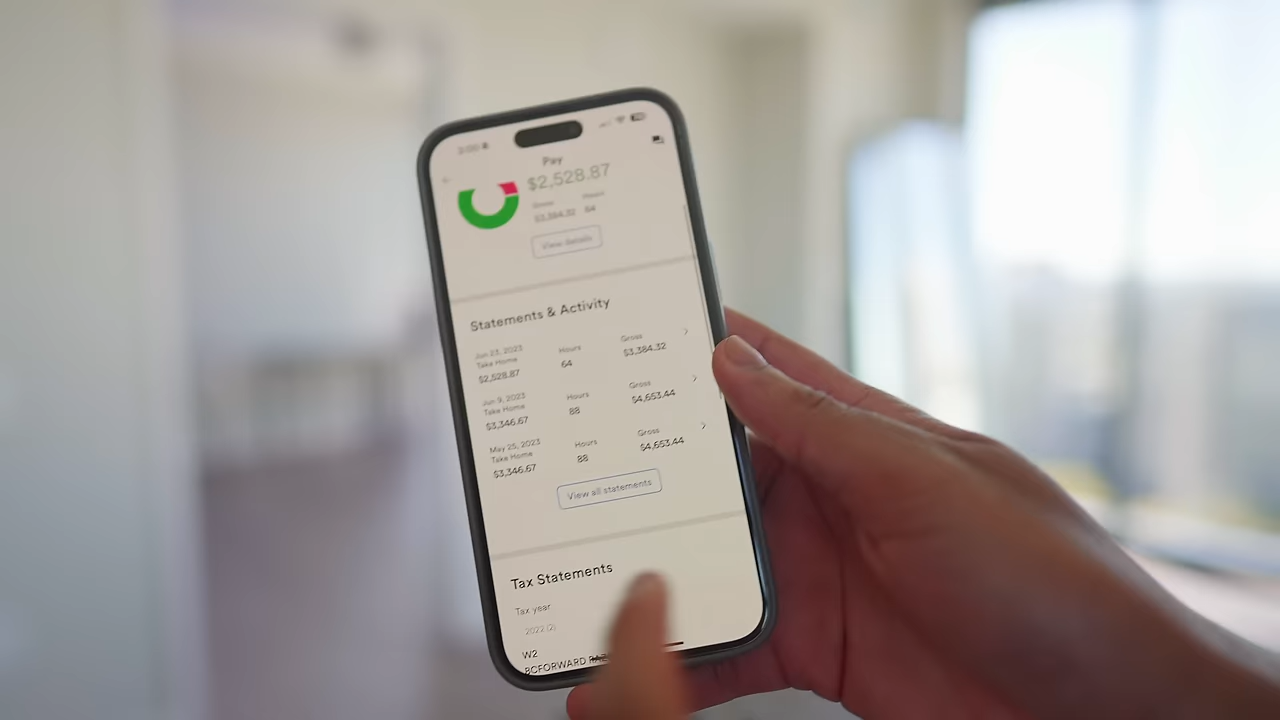 Pay
$2,528.87
Gross Hours
$3,384.32 64
View details
Statements & Activity
Jun 23, 2023
Take Home
$2,528.87
Hours
64
Gross
$3,384.32
Jun 9, 2023
Take Home
$3,346.67
Hours
88
Gross
$4,653.44
May 25, 2023
Take Home
$3,346.67
Hours
88
Gross
$4,653.44
View all statements
Tax Statements
Tax year
2022 (2)
W2
BCFORWARD